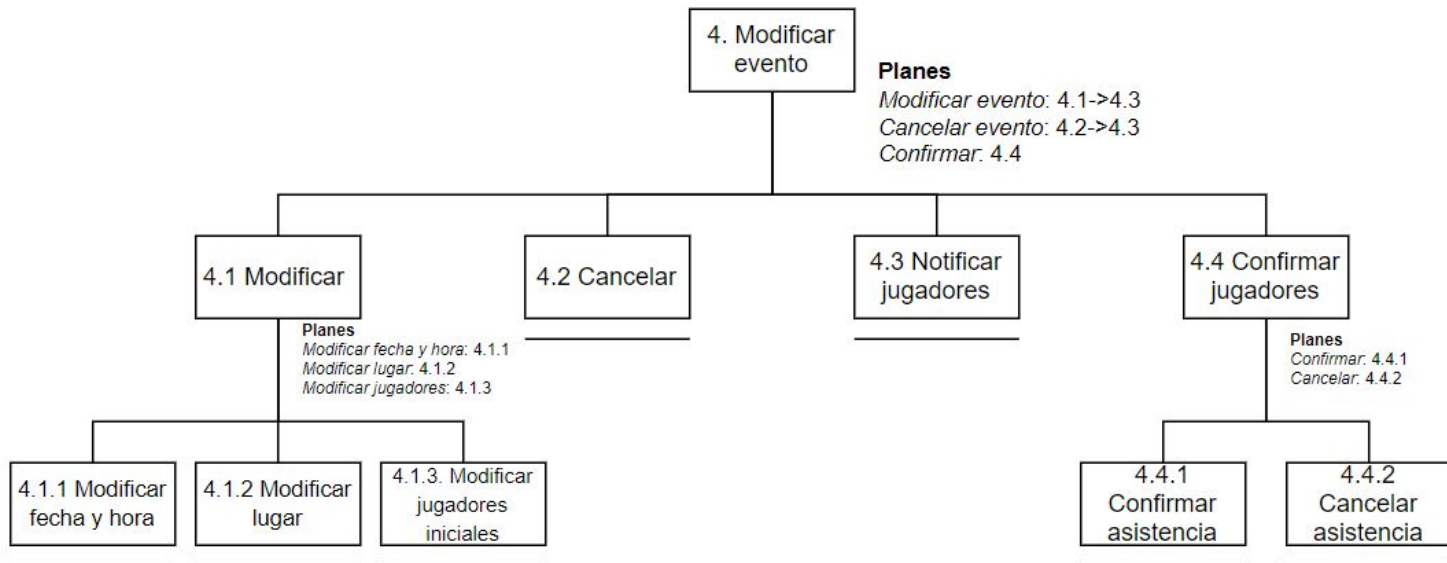 4. Modificar
evento
Planes
Modificar evento: 4.1->4.3
Cancelar evento: 4.2->4.3
Confirmar: 4.4
4.1 Modificar
4.2 Cancelar
4.3 Notificar
jugadores
4.4 Confirmar
jugadores
Planes
Modificar fecha y hora: 4.1.1
Modificar lugar: 4.1.2
Modificar jugadores: 4.1.3
Planes
Confirmar: 4.4.1
Cancelar: 4.4.2
4.1.1 Modificar
fecha y hora
4.1.2 Modificar
lugar
4.1.3. Modificar
jugadores
iniciales
4.4.1
Confirmar
asistencia
4.4.2
Cancelar
asistencia